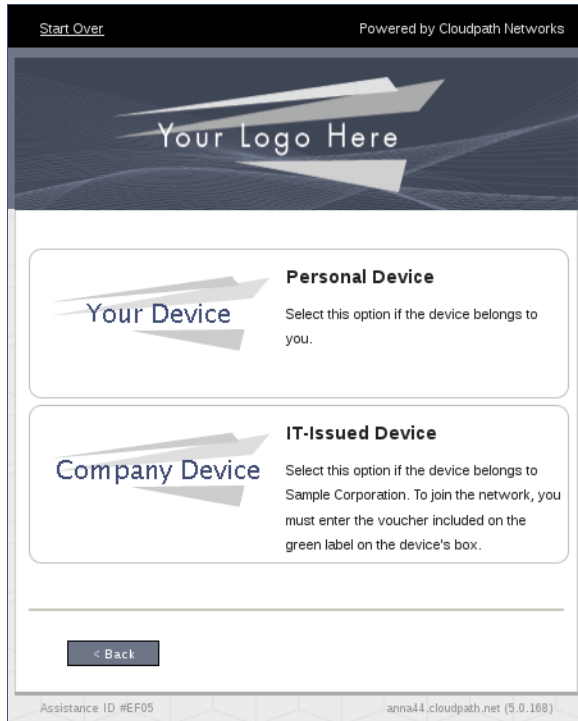 Start Over
Powered by Cloudpath Networks
Your Logo Here
Your Device
Personal Device
Select this option if the device belongs to
you.
Company Device
IT-Issued Device
Select this option if the device belongs to
Sample Corporation. To join the network, you
must enter the voucher included on the
green label on the device's box.
< Back
Assistance ID #EF05
anna44.cloudpath.net (5.0.168)